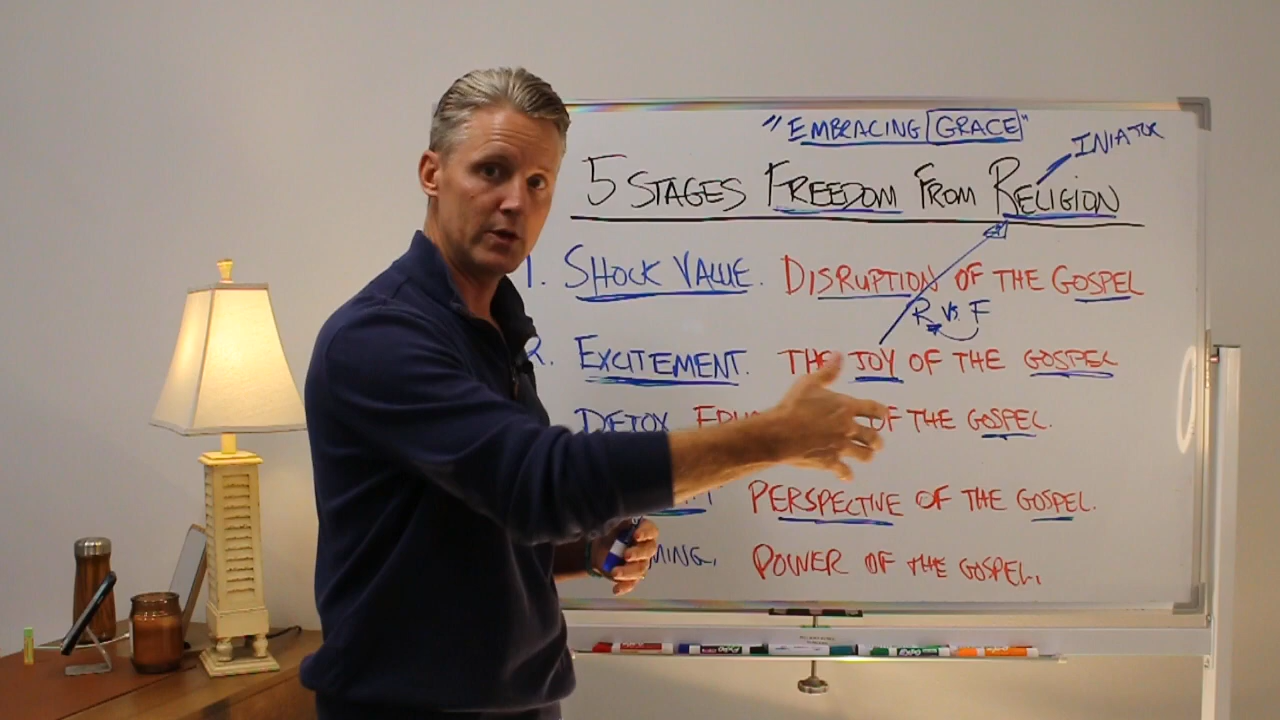 "EMBRACING GRACE"
INIATOR
5 STAGES FREEDOM FROM RELIGION
1. SHOCK VALUE. DISRUPTION OF THE GOSPEL
R VS F
2. EXCITEMENT. THE JOY OF THE GOSPEL
DETOX OF THE GOSPEL.
PERSPECTIVE OF THE GOSPEL.
POWER OF THE GOSPEL.